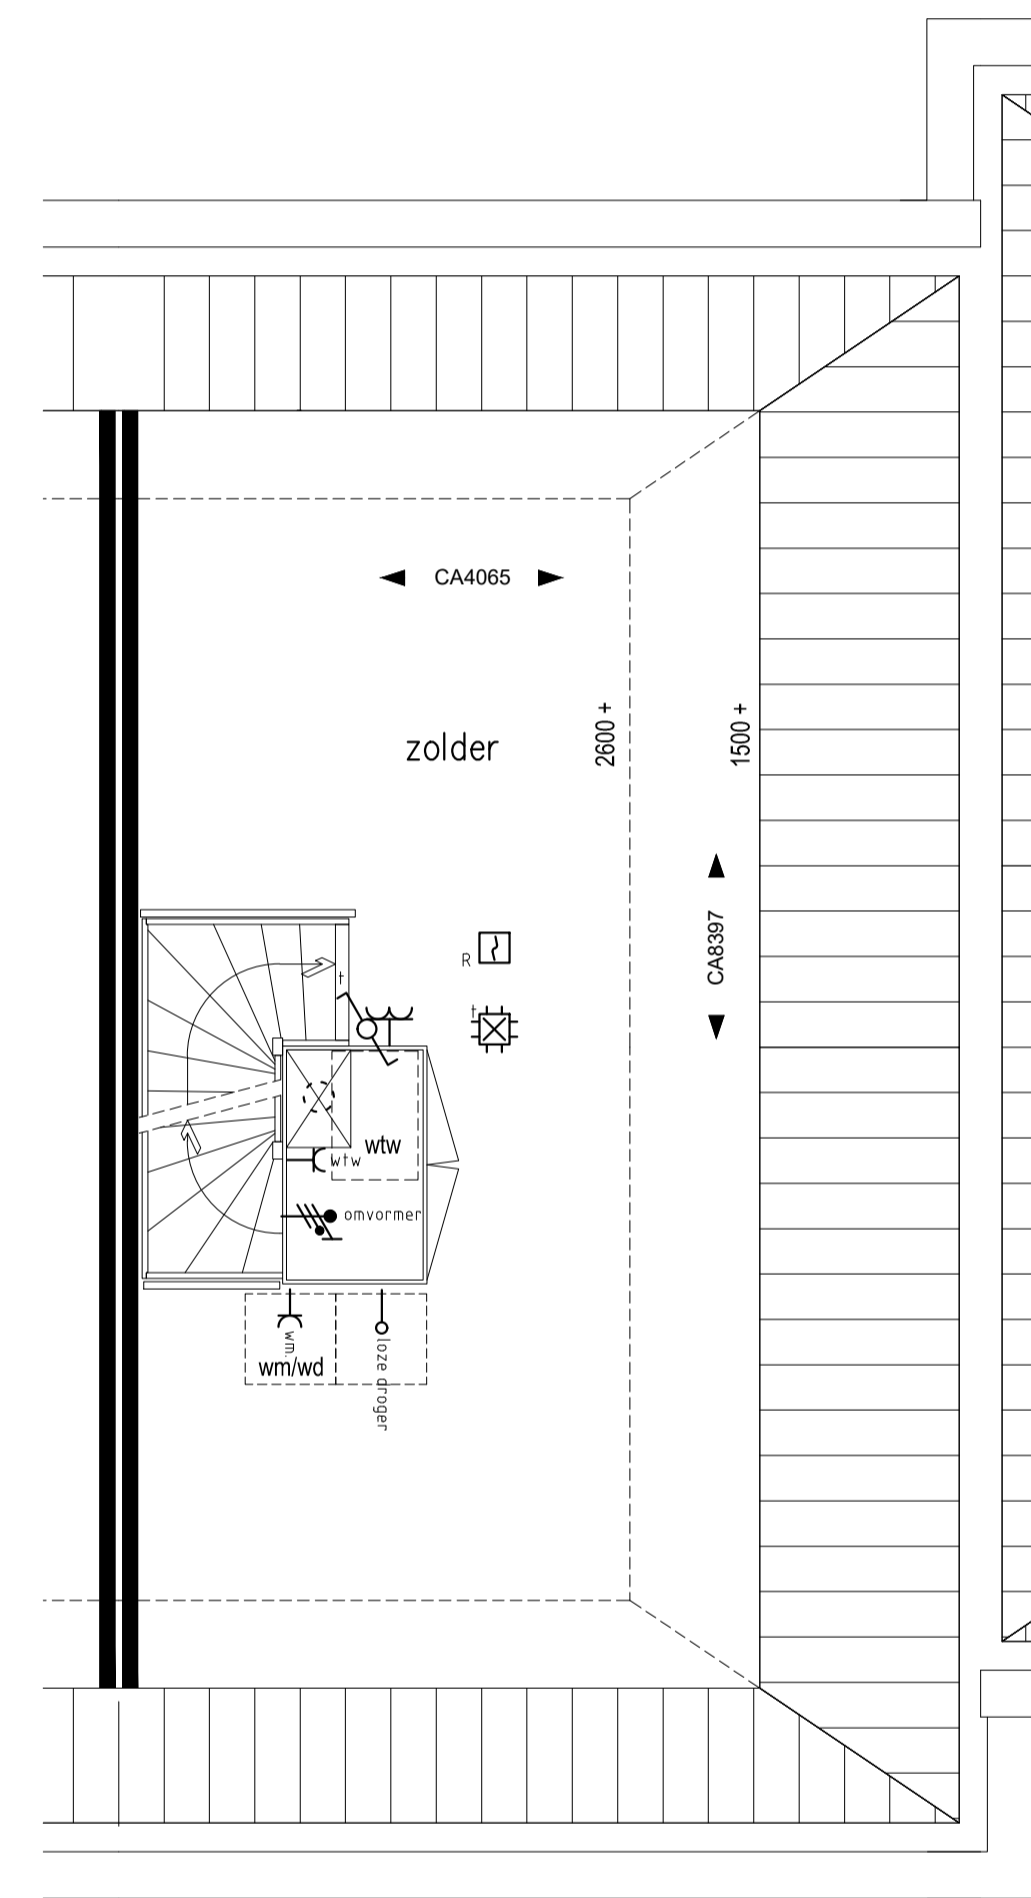 CA4065
2600 +
1500 +
zolder
CA8397
R
t
t
wtw
wtw
omvormer
wm.
wm/wd
loze droger